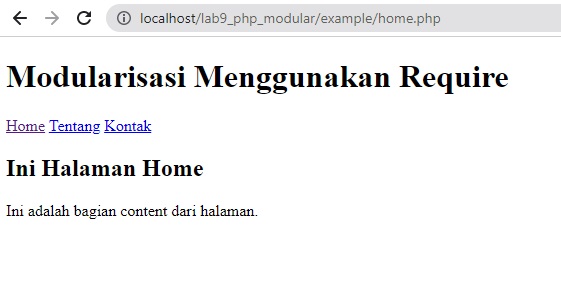 localhost/lab9_php_modular/example/home.php
Modularisasi Menggunakan Require
Home Tentang Kontak
Ini Halaman Home
Ini adalah bagian content dari halaman.